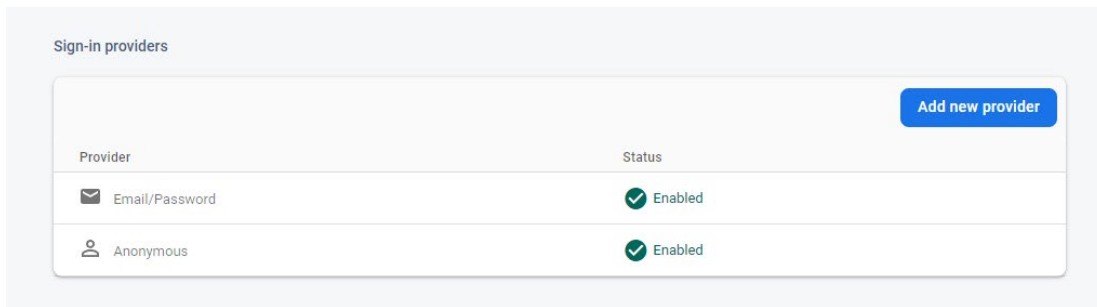 Sign-in providers
Add new provider
Provider Status
Email/Password Enabled
Anonymous Enabled